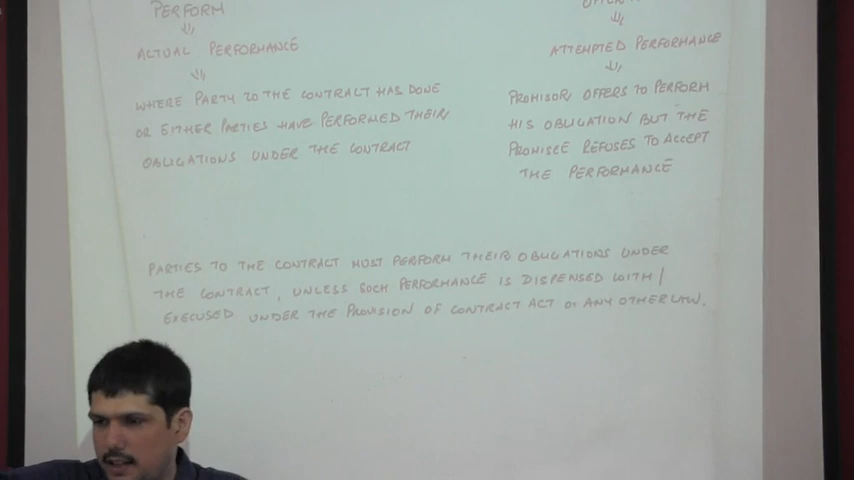 PERFORM
ACTUAL PERFORMANCE
WHERE PARTY TO THE CONTRACT HAS DONE
OR EITHER PARTIES HAVE PERFORMED THEIR
OBLIGATIONS UNDER THE CONTRACT
ATTEMPTED PERFORMANCE
PROMISOR OFFERS TO PERFORM
HIS OBLIGATION BUT THE
PROMISEE REFUSES TO ACCEPT
THE PERFORMANCE
PARTIES TO THE CONTRACT MUST PERFORM THEIR OBLIGATIONS UNDER
THE CONTRACT, UNLESS SUCH PERFORMANCE IS DISPENSED WITH/
EXECUSED UNDER THE PROVISION OF CONTRACT ACT OR ANY OTHER LAW.